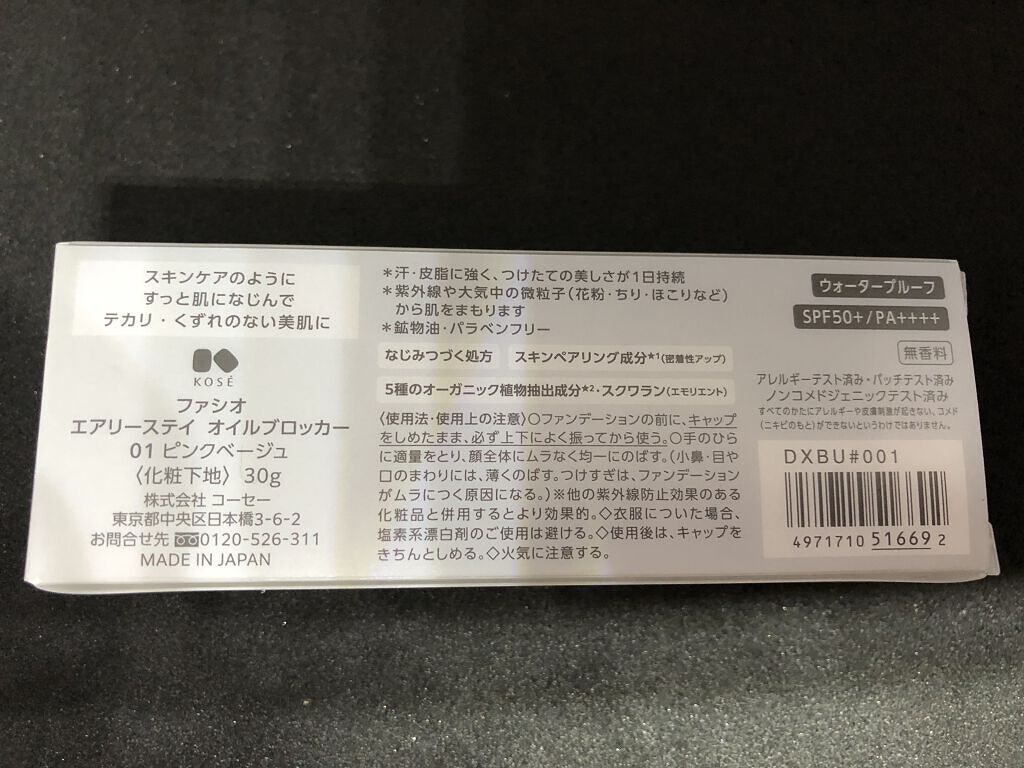 スキンケアのように
すっと肌になじんで
テカリ・くずれのない美肌に
KOSÉ
ファシオ
エアリーステイ オイルブロッカー
01 ピンクベージュ
〈化粧下地〉 30g
株式会社 コーセー
東京都中央区日本橋3-6-2
お問合せ先 0120-526-311
MADE IN JAPAN
＊汗・皮脂に強く、つけたての美しさが1日持続
＊紫外線や大気中の微粒子(花粉・ちり・ほこりなど)
から肌をまもります
＊鉱物油・パラベンフリー
なじみつづく処方 スキンペアリング成分*1(密着性アップ)
5種のオーガニック植物抽出成分*2・スクワラン(エモリエント)
〈使用法・使用上の注意〉○ファンデーションの前に、キャップ
をしめたまま、必ず上下によく振ってから使う。○手のひら
に適量をとり、顔全体にムラなく均一にのばす。(小鼻・目や
口のまわりには、薄くのばす。つけすぎは、ファンデーション
がムラにつく原因になる。)※他の紫外線防止効果のある
化粧品と併用するとより効果的。◇衣服についた場合、
塩素系漂白剤のご使用は避ける。◇使用後は、キャップを
きちんとしめる。◇火気に注意する。
ウォータープルーフ
SPF50+/PA++++
無香料
アレルギーテスト済み・パッチテスト済み
ノンコメドジェニックテスト済み
すべてのかたにアレルギーや皮膚刺激が起きない、コメド
(ニキビのもと)ができないというわけではありません。
DXBU#001
4971710 51669 2